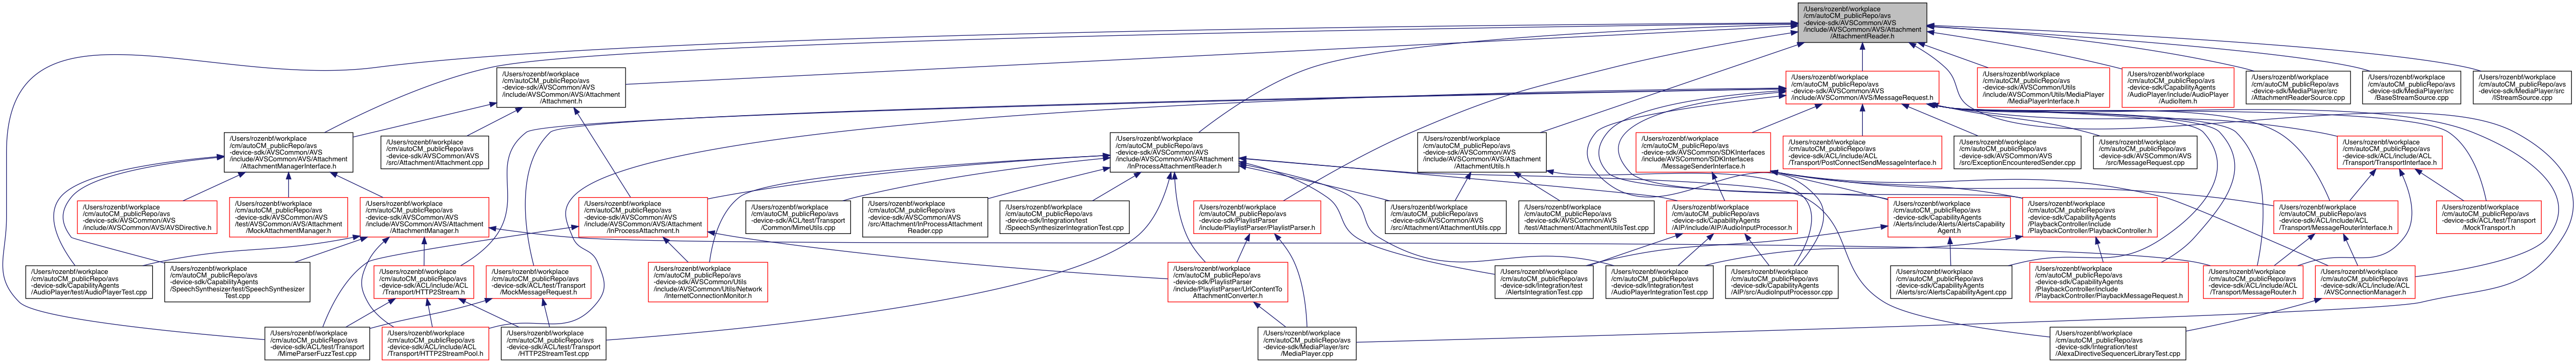 /Users/rozenbf/workplace
/cm/autoCM_publicRepo/avs
-device-sdk/AVSCommon/AVS
/include/AVSCommon/AVS/Attachment
/AttachmentReader.h
/Users/rozenbf/workplace
/cm/autoCM_publicRepo/avs
-device-sdk/AVSCommon/AVS
/include/AVSCommon/AVS/Attachment
/Attachment.h
/Users/rozenbf/workplace
/cm/autoCM_publicRepo/avs
-device-sdk/AVSCommon/AVS
/include/AVSCommon/AVS/MessageRequest.h
/Users/rozenbf/workplace
/cm/autoCM_publicRepo/avs
-device-sdk/AVSCommon/Utils
/include/AVSCommon/Utils/MediaPlayer
/MediaPlayerInterface.h
/Users/rozenbf/workplace
/cm/autoCM_publicRepo/avs
-device-sdk/CapabilityAgents
/AudioPlayer/include/AudioPlayer
/AudioItem.h
/Users/rozenbf/workplace
/cm/autoCM_publicRepo/avs
-device-sdk/MediaPlayer/src
/AttachmentReaderSource.cpp
/Users/rozenbf/workplace
/cm/autoCM_publicRepo/avs
-device-sdk/MediaPlayer/src
/BaseStreamSource.cpp
/Users/rozenbf/workplace
/cm/autoCM_publicRepo/avs
-device-sdk/MediaPlayer/src
/IStreamSource.cpp
/Users/rozenbf/workplace
/cm/autoCM_publicRepo/avs
-device-sdk/AVSCommon/AVS
/include/AVSCommon/AVS/Attachment
/AttachmentManagerInterface.h
/Users/rozenbf/workplace
/cm/autoCM_publicRepo/avs
-device-sdk/AVSCommon/AVS
/src/Attachment/Attachment.cpp
/Users/rozenbf/workplace
/cm/autoCM_publicRepo/avs
-device-sdk/AVSCommon/AVS
/include/AVSCommon/AVS/Attachment
/InProcessAttachmentReader.h
/Users/rozenbf/workplace
/cm/autoCM_publicRepo/avs
-device-sdk/AVSCommon/AVS
/include/AVSCommon/AVS/Attachment
/AttachmentUtils.h
/Users/rozenbf/workplace
/cm/autoCM_publicRepo/avs
-device-sdk/AVSCommon/SDKInterfaces
/include/AVSCommon/SDKInterfaces
/MessageSenderInterface.h
/Users/rozenbf/workplace
/cm/autoCM_publicRepo/avs
-device-sdk/ACL/include/ACL
/Transport/PostConnectSendMessageInterface.h
/Users/rozenbf/workplace
/cm/autoCM_publicRepo/avs
-device-sdk/AVSCommon/AVS
/src/ExceptionEncounteredSender.cpp
/Users/rozenbf/workplace
/cm/autoCM_publicRepo/avs
-device-sdk/AVSCommon/AVS
/src/MessageRequest.cpp
/Users/rozenbf/workplace
/cm/autoCM_publicRepo/avs
-device-sdk/ACL/include/ACL
/Transport/TransportInterface.h
/Users/rozenbf/workplace
/cm/autoCM_publicRepo/avs
-device-sdk/AVSCommon/AVS
/include/AVSCommon/AVS/AVSDirective.h
/Users/rozenbf/workplace
/cm/autoCM_publicRepo/avs
-device-sdk/AVSCommon/AVS
/test/AVSCommon/AVS/Attachment
/MockAttachmentManager.h
/Users/rozenbf/workplace
/cm/autoCM_publicRepo/avs
-device-sdk/AVSCommon/AVS
/include/AVSCommon/AVS/Attachment
/AttachmentManager.h
/Users/rozenbf/workplace
/cm/autoCM_publicRepo/avs
-device-sdk/AVSCommon/AVS
/include/AVSCommon/AVS/Attachment
/InProcessAttachment.h
/Users/rozenbf/workplace
/cm/autoCM_publicRepo/avs
-device-sdk/ACL/test/Transport
/Common/MimeUtils.cpp
/Users/rozenbf/workplace
/cm/autoCM_publicRepo/avs
-device-sdk/AVSCommon/AVS
/src/Attachment/InProcessAttachment
Reader.cpp
/Users/rozenbf/workplace
/cm/autoCM_publicRepo/avs
-device-sdk/Integration/test
/SpeechSynthesizerIntegrationTest.cpp
/Users/rozenbf/workplace
/cm/autoCM_publicRepo/avs
-device-sdk/PlaylistParser
/include/PlaylistParser/PlaylistParser.h
/Users/rozenbf/workplace
/cm/autoCM_publicRepo/avs
-device-sdk/AVSCommon/AVS
/src/Attachment/AttachmentUtils.cpp
/Users/rozenbf/workplace
/cm/autoCM_publicRepo/avs
-device-sdk/AVSCommon/AVS
/test/Attachment/AttachmentUtilsTest.cpp
/Users/rozenbf/workplace
/cm/autoCM_publicRepo/avs
-device-sdk/CapabilityAgents
/AIP/include/AIP/AudioInputProcessor.h
/Users/rozenbf/workplace
/cm/autoCM_publicRepo/avs
-device-sdk/CapabilityAgents
/Alerts/include/Alerts/AlertsCapability
Agent.h
/Users/rozenbf/workplace
/cm/autoCM_publicRepo/avs
-device-sdk/CapabilityAgents
/PlaybackController/include
/PlaybackController/PlaybackController.h
/Users/rozenbf/workplace
/cm/autoCM_publicRepo/avs
-device-sdk/ACL/include/ACL
/Transport/MessageRouterInterface.h
/Users/rozenbf/workplace
/cm/autoCM_publicRepo/avs
-device-sdk/ACL/test/Transport
/MockTransport.h
/Users/rozenbf/workplace
/cm/autoCM_publicRepo/avs
-device-sdk/CapabilityAgents
/AudioPlayer/test/AudioPlayerTest.cpp
/Users/rozenbf/workplace
/cm/autoCM_publicRepo/avs
-device-sdk/CapabilityAgents
/SpeechSynthesizer/test/SpeechSynthesizer
Test.cpp
/Users/rozenbf/workplace
/cm/autoCM_publicRepo/avs
-device-sdk/ACL/include/ACL
/Transport/HTTP2Stream.h
/Users/rozenbf/workplace
/cm/autoCM_publicRepo/avs
-device-sdk/ACL/test/Transport
/MockMessageRequest.h
/Users/rozenbf/workplace
/cm/autoCM_publicRepo/avs
-device-sdk/AVSCommon/Utils
/include/AVSCommon/Utils/Network
/InternetConnectionMonitor.h
/Users/rozenbf/workplace
/cm/autoCM_publicRepo/avs
-device-sdk/PlaylistParser
/include/PlaylistParser/UrlContentTo
AttachmentConverter.h
/Users/rozenbf/workplace
/cm/autoCM_publicRepo/avs
-device-sdk/Integration/test
/AlertsIntegrationTest.cpp
/Users/rozenbf/workplace
/cm/autoCM_publicRepo/avs
-device-sdk/Integration/test
/AudioPlayerIntegrationTest.cpp
/Users/rozenbf/workplace
/cm/autoCM_publicRepo/avs
-device-sdk/CapabilityAgents
/AIP/src/AudioInputProcessor.cpp
/Users/rozenbf/workplace
/cm/autoCM_publicRepo/avs
-device-sdk/CapabilityAgents
/Alerts/src/AlertsCapabilityAgent.cpp
/Users/rozenbf/workplace
/cm/autoCM_publicRepo/avs
-device-sdk/CapabilityAgents
/PlaybackController/include
/PlaybackController/PlaybackMessageRequest.h
/Users/rozenbf/workplace
/cm/autoCM_publicRepo/avs
-device-sdk/ACL/include/ACL
/Transport/MessageRouter.h
/Users/rozenbf/workplace
/cm/autoCM_publicRepo/avs
-device-sdk/ACL/include/ACL
/AVSConnectionManager.h
/Users/rozenbf/workplace
/cm/autoCM_publicRepo/avs
-device-sdk/ACL/test/Transport
/MimeParserFuzzTest.cpp
/Users/rozenbf/workplace
/cm/autoCM_publicRepo/avs
-device-sdk/ACL/include/ACL
/Transport/HTTP2StreamPool.h
/Users/rozenbf/workplace
/cm/autoCM_publicRepo/avs
-device-sdk/ACL/test/Transport
/HTTP2StreamTest.cpp
/Users/rozenbf/workplace
/cm/autoCM_publicRepo/avs
-device-sdk/MediaPlayer/src
/MediaPlayer.cpp
/Users/rozenbf/workplace
/cm/autoCM_publicRepo/avs
-device-sdk/Integration/test
/AlexaDirectiveSequencerLibraryTest.cpp